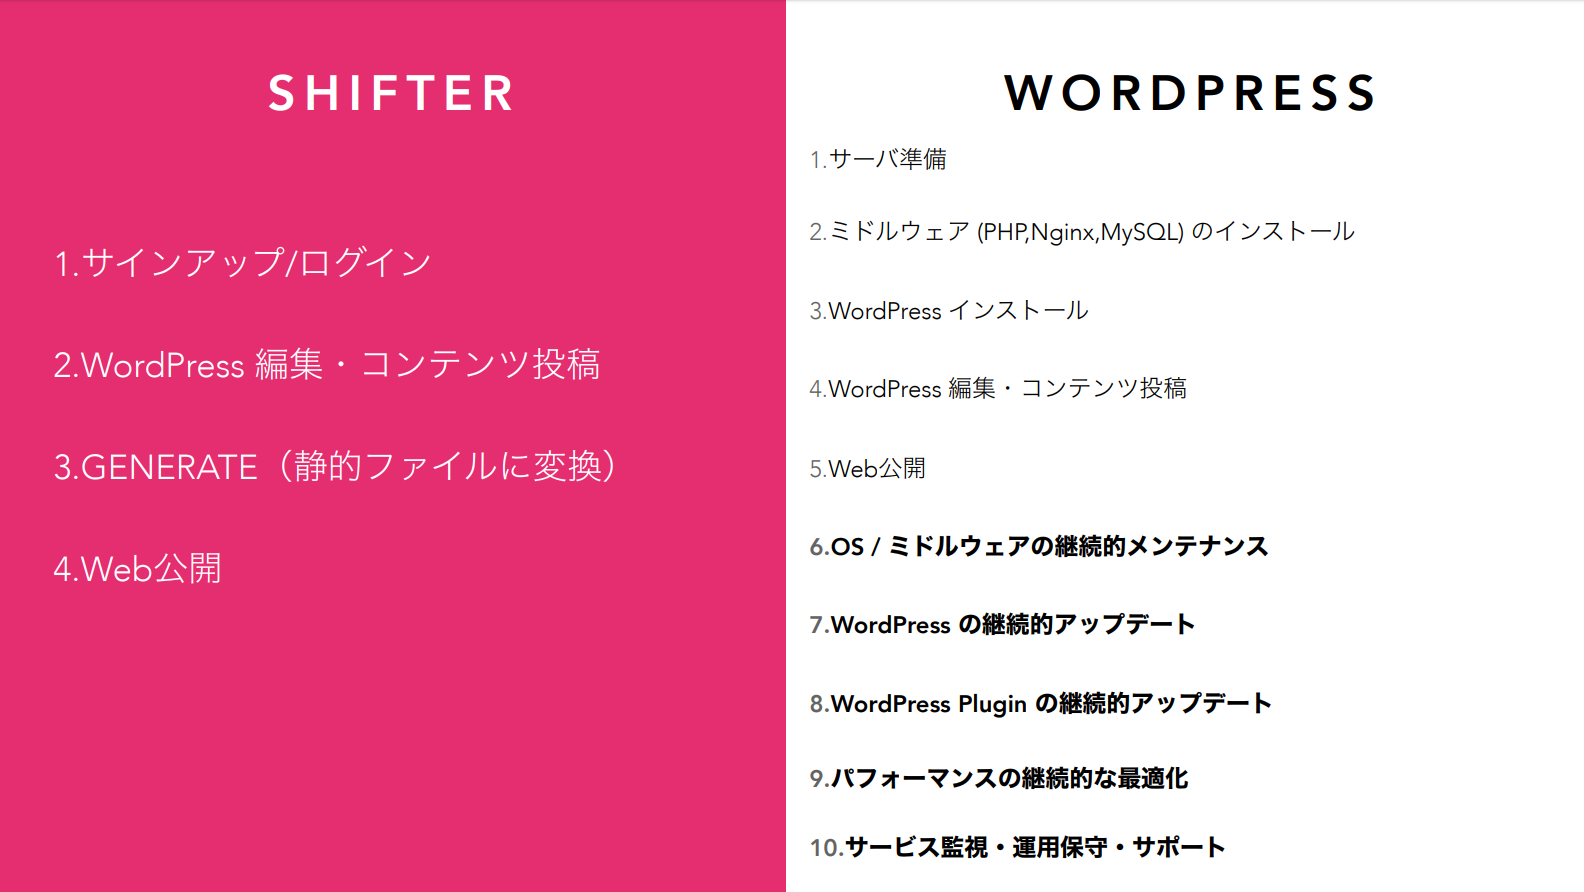 SHIFTER
1.サインアップ/ログイン
2.WordPress 編集・コンテンツ投稿
3.GENERATE（静的ファイルに変換）
4.Web公開
WORDPRESS
1.サーバ準備
2.ミドルウェア (PHP,Nginx,MySQL) のインストール
3.WordPress インストール
4.WordPress 編集・コンテンツ投稿
5.Web公開
6.OS / ミドルウェアの継続的メンテナンス
7.WordPress の継続的アップデート
8.WordPress Plugin の継続的アップデート
9.パフォーマンスの継続的な最適化
10.サービス監視・運用保守・サポート